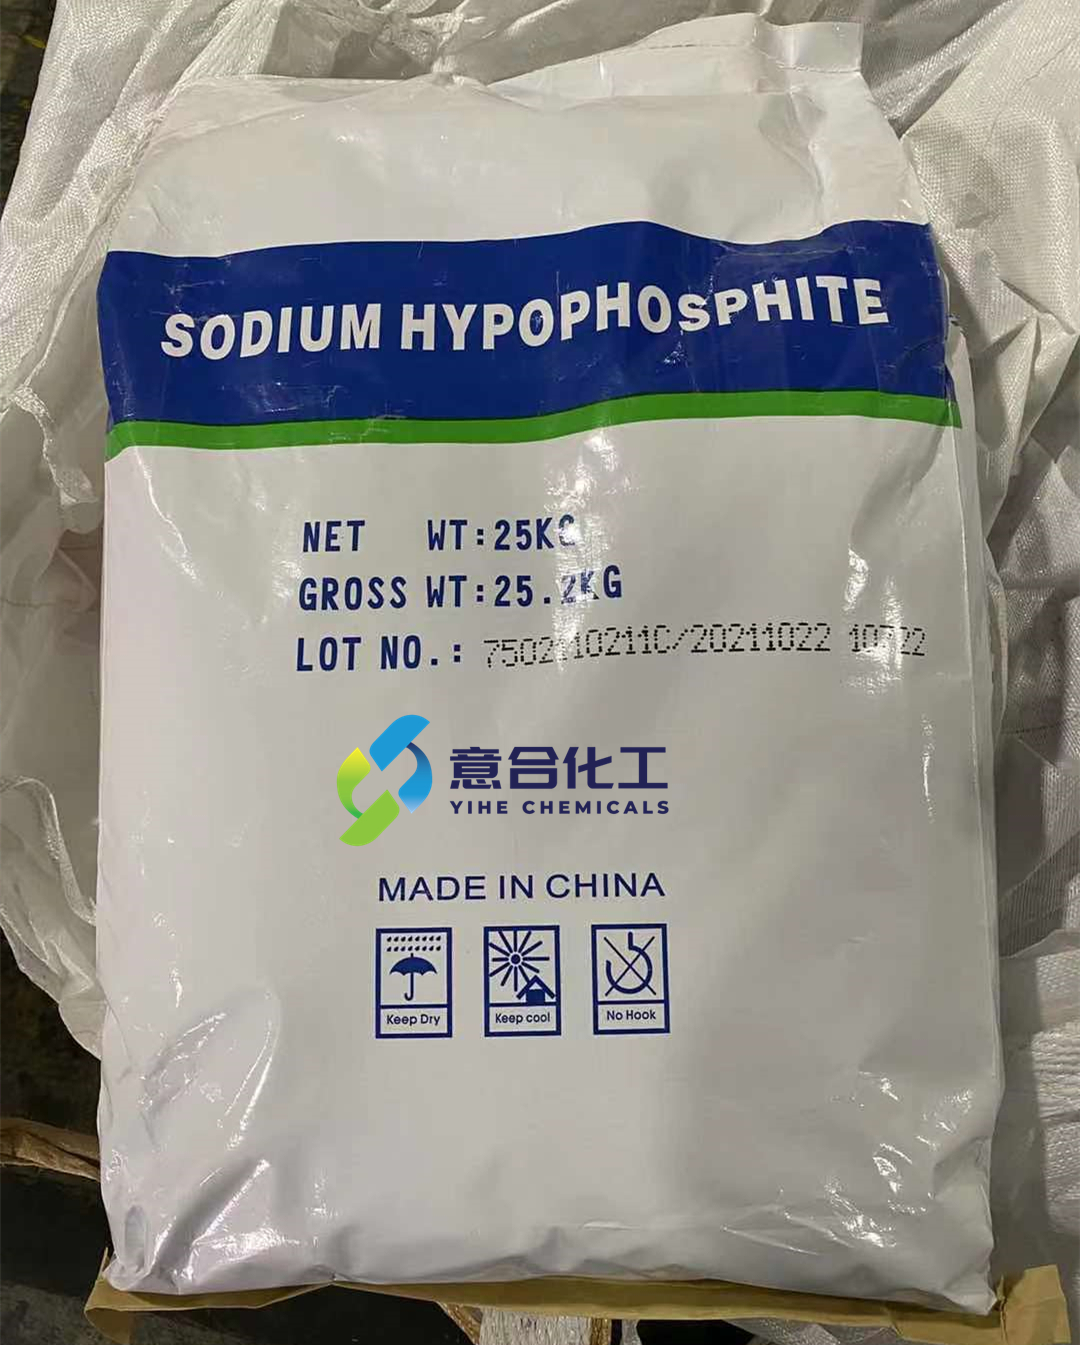 SODIUM HYPOPHOSPHITE
NET WT:25KG
GROSS WT:25.2KG
LOT NO.: /20211022
意合化工
YIHE CHEMICALS
MADE IN CHINA
Keep Dry
Keep cool
No Hook